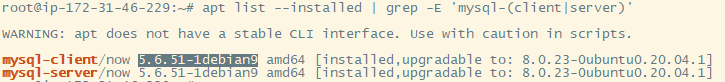 root@ip-172-31-46-229:~# apt list --installed | grep -E 'mysql-(client|server)'
WARNING: apt does not have a stable CLI interface. Use with caution in scripts.
mysql-client/now 5.6.51-1debian9 amd64 [installed,upgradable to: 8.0.23-0ubuntu0.20.04.1]
mysql-server/now 5.6.51-1debian9 amd64 [installed,upgradable to: 8.0.23-0ubuntu0.20.04.1]